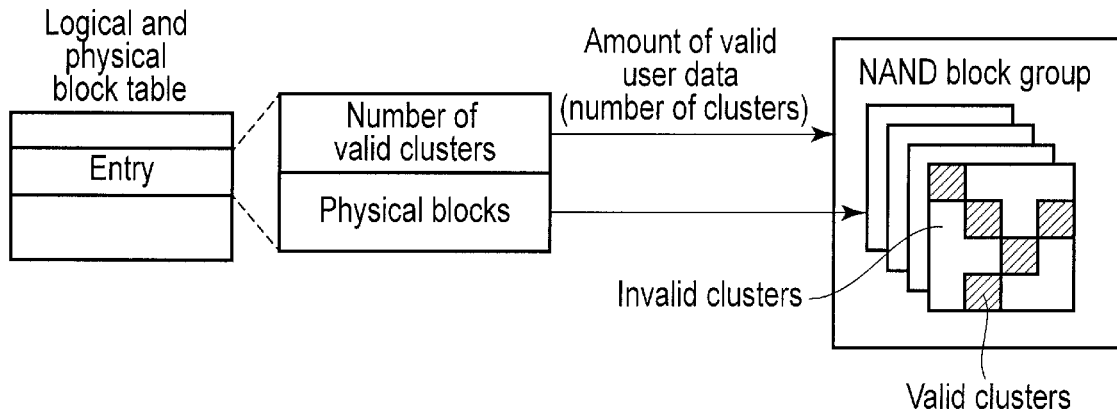 Logical and
physical
block table
Entry
Number of
valid clusters
Physical blocks
Amount of valid
user data
(number of clusters)
NAND block group
Invalid clusters
Valid clusters